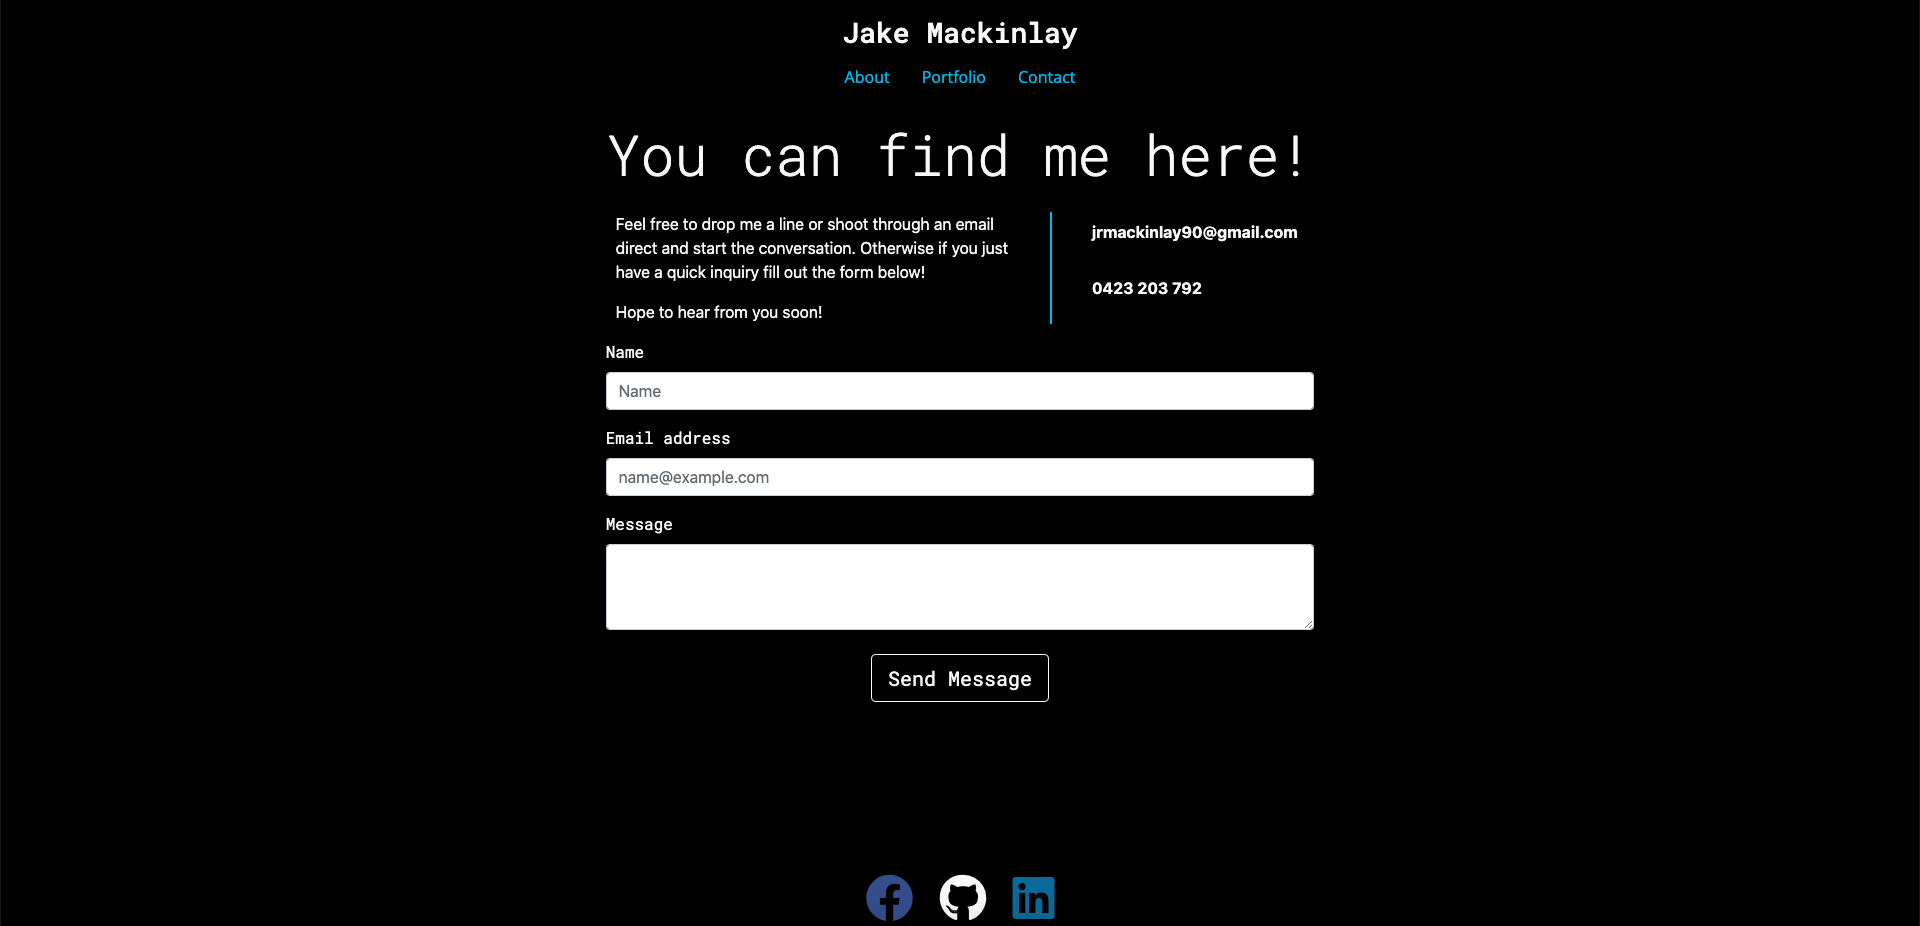 Jake Mackinlay
About Portfolio Contact
You can find me here!
Feel free to drop me a line or shoot through an email
direct and start the conversation. Otherwise if you just
have a quick inquiry fill out the form below!
Hope to hear from you soon!
jrmackinlay90@gmail.com
0423 203 792
Name
Name
Email address
name@example.com
Message
Send Message